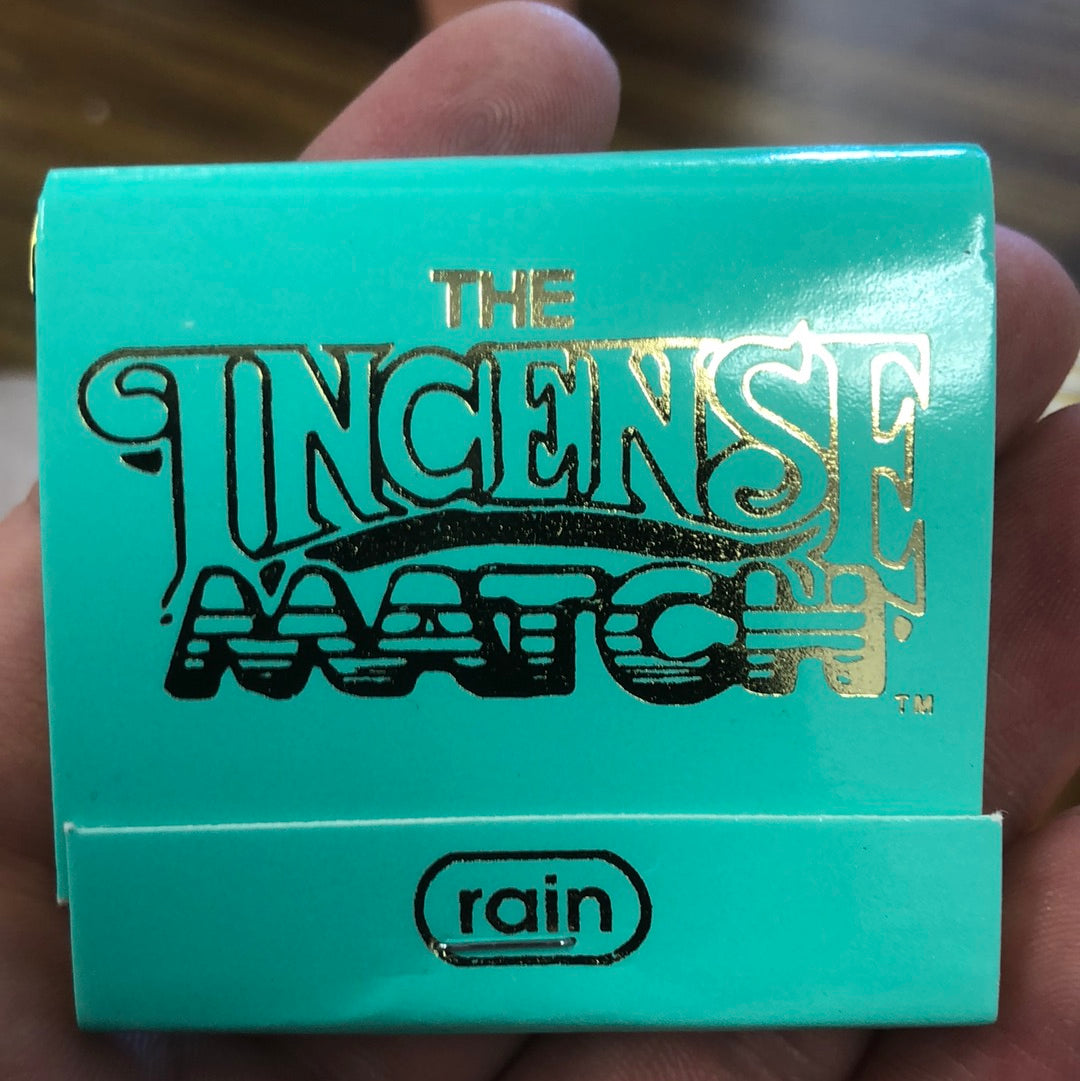 THE
INCENSE
MATCH
TM
rain